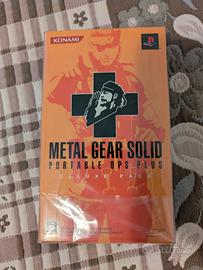 KONAMI
METAL GEAR SOLID
PORTABLE OPS PLUS
DELUXE PACK